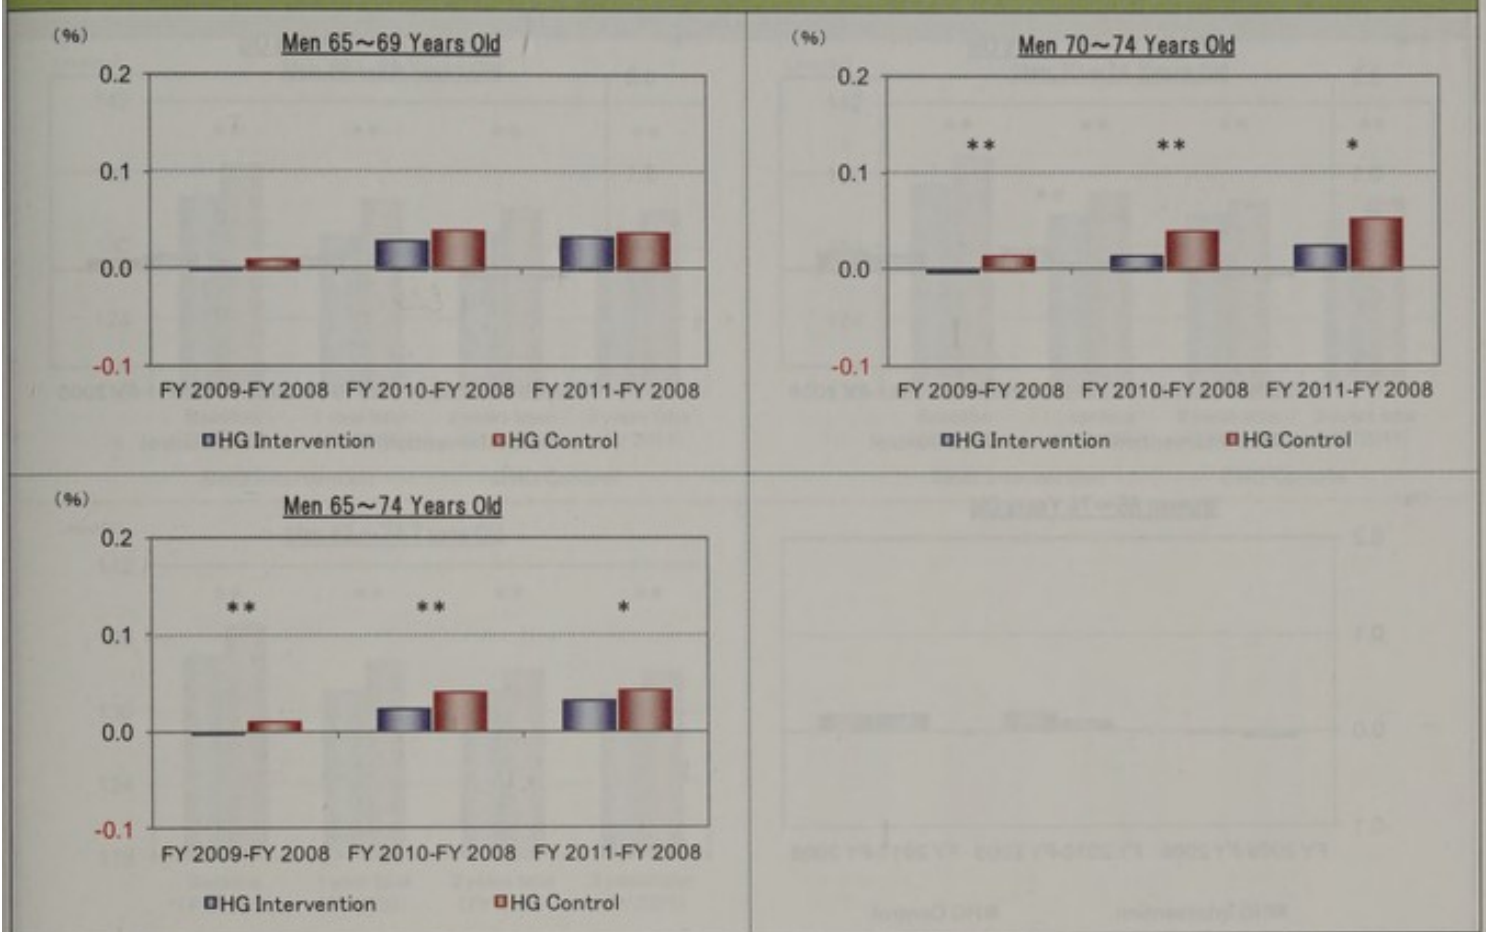 (%)
Men 65～69 Years Old
0.2
0.1
0.0
-0.1
FY 2009-FY 2008 FY 2010-FY 2008 FY 2011-FY 2008
HG Intervention HG Control
(%)
Men 70～74 Years Old
0.2
** ** *
0.1
0.0
-0.1
FY 2009-FY 2008 FY 2010-FY 2008 FY 2011-FY 2008
HG Intervention HG Control
(%)
Men 65～74 Years Old
0.2
** ** *
0.1
0.0
-0.1
FY 2009-FY 2008 FY 2010-FY 2008 FY 2011-FY 2008
HG Intervention HG Control